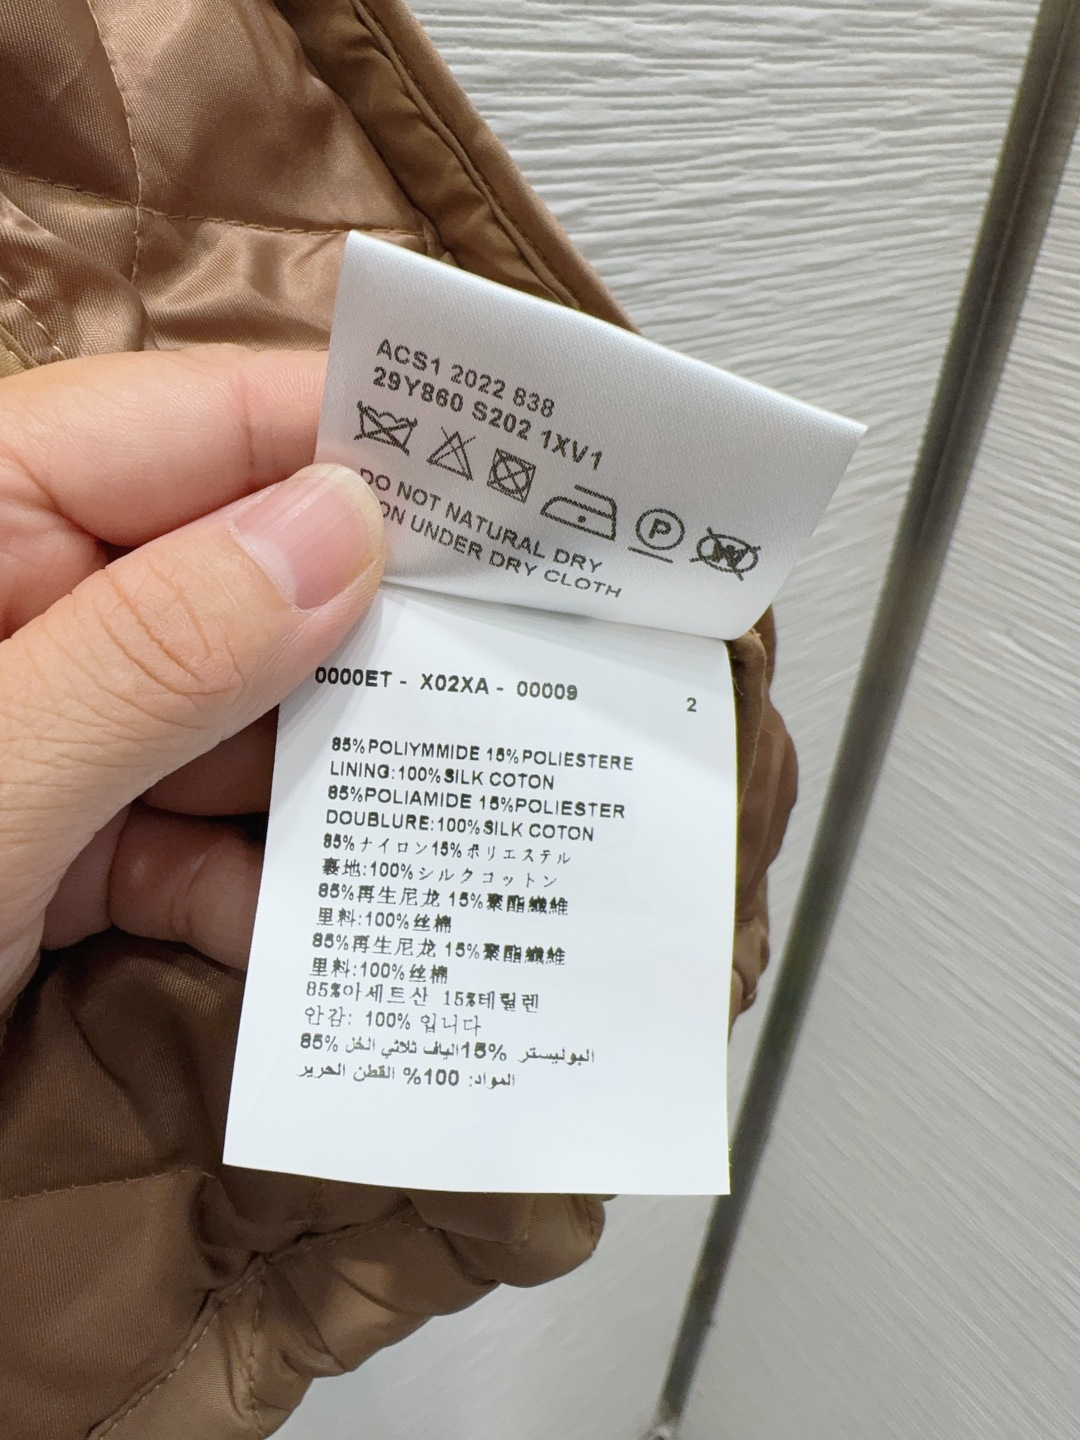 ACS1 2022 838
29Y860 S202 1XV1
P W
DO NOT NATURAL DRY
ON UNDER DRY CLOTH
0000ET - X02XA - 00009
2
85%POLIYMMIDE 15%POLIESTERE
LINING:100%SILK COTON
85%POLIAMIDE 15%POLIESTER
DOUBLURE:100%SILK COTON
85%ナイロン15%ポリエステル
裏地:100%シルクコットン
85%再生尼龙 15%聚酯纖維
里料:100%丝棉
85%再生尼龙 15%聚酯纖維
里料:100%丝棉
85%아세트산 15%테릴렌
안감: 100% 입니다
البوليستر %15الياف ثلاثي الخل %85
المواد: 100% القطن الحرير